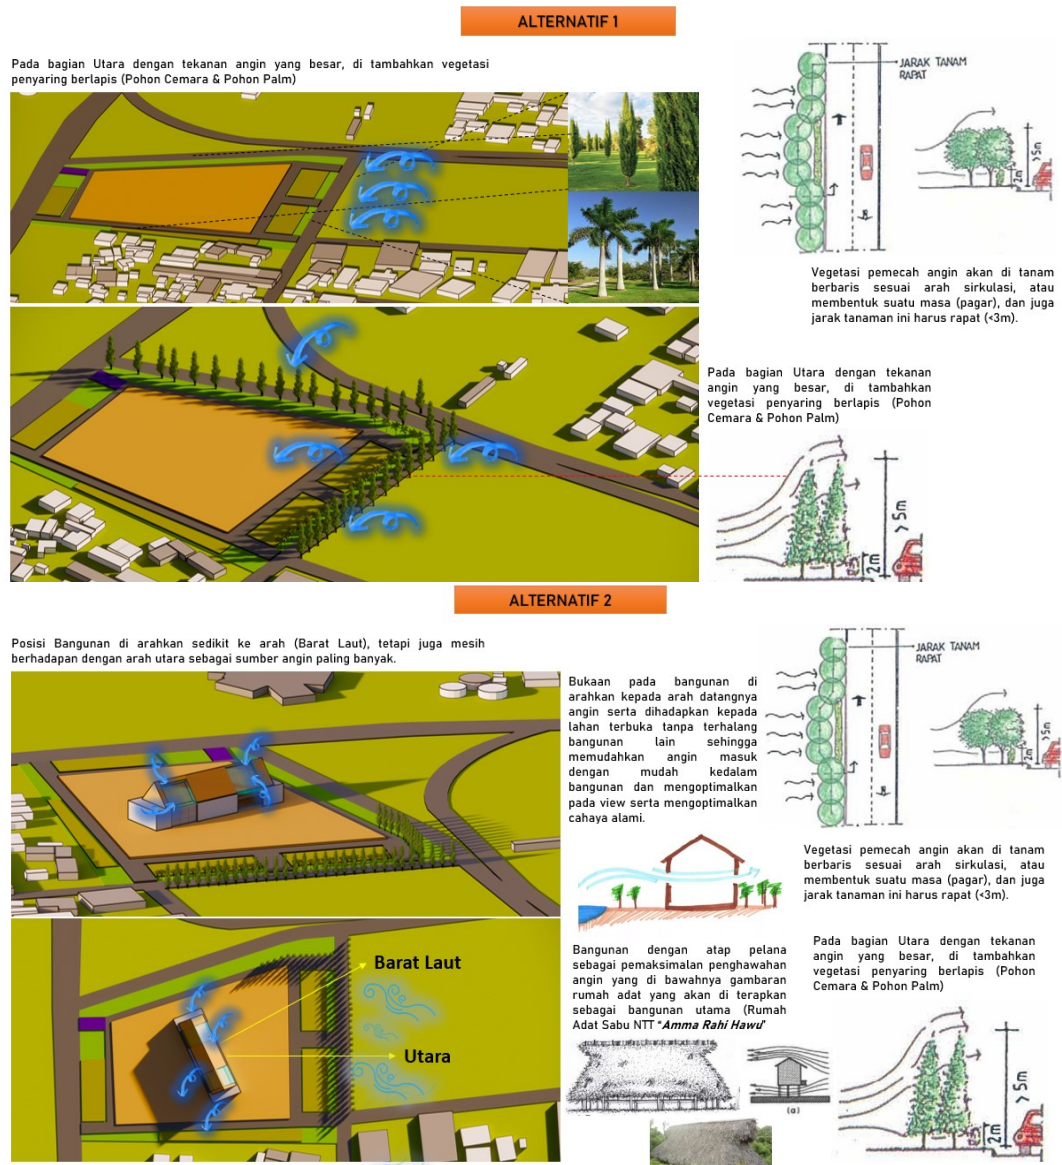 ALTERNATIF 1
Pada bagian Utara dengan tekanan angin yang besar, di tambahkan vegetasi
penyaring berlapis (Pohon Cemara & Pohon Palm)
JARAK TANAM
RAPAT
2m
>5m
Vegetasi pemecah angin akan di tanam
berbaris sesuai arah sirkulasi, atau
membentuk suatu masa (pagar), dan juga
jarak tanaman ini harus rapat (<3m).
Pada bagian Utara dengan tekanan
angin yang besar, di tambahkan
vegetasi penyaring berlapis (Pohon
Cemara & Pohon Palm)
2m
>5m
ALTERNATIF 2
Posisi Bangunan di arahkan sedikit ke arah (Barat Laut), tetapi juga mesih
berhadapan dengan arah utara sebagai sumber angin paling banyak.
Bukaan pada bangunan di
arahkan kepada arah datangnya
angin serta dihadapkan kepada
lahan terbuka tanpa terhalang
bangunan lain sehingga
memudahkan angin masuk
dengan mudah kedalam
bangunan dan mengoptimalkan
pada view serta mengoptimalkan
cahaya alami.
JARAK TANAM
RAPAT
2m
>5m
Vegetasi pemecah angin akan di tanam
berbaris sesuai arah sirkulasi, atau
membentuk suatu masa (pagar), dan juga
jarak tanaman ini harus rapat (<3m).
Barat Laut
Utara
Bangunan dengan atap pelana
sebagai pemaksimalan penghawahan
angin yang di bawahnya gambaran
rumah adat yang akan di terapkan
sebagai bangunan utama (Rumah
Adat Sabu NTT "Amma Rahi Hawu"
(a)
Pada bagian Utara dengan tekanan
angin yang besar, di tambahkan
vegetasi penyaring berlapis (Pohon
Cemara & Pohon Palm)
2m
>5m